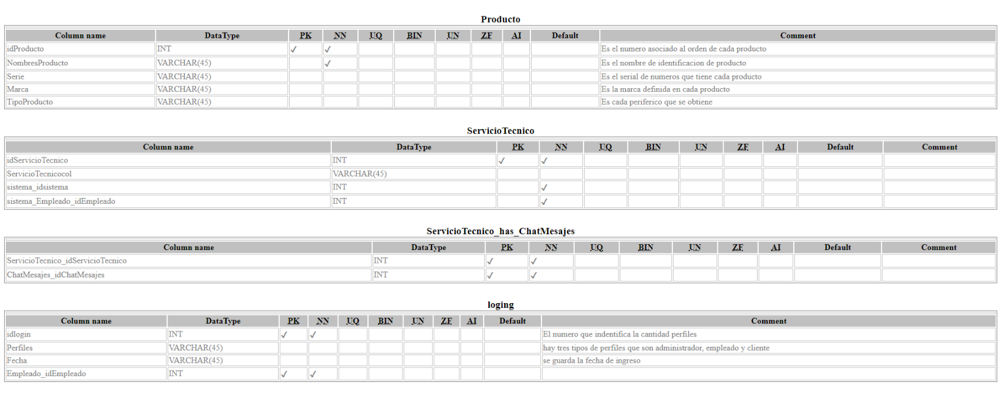 Producto
Column name DataType PK NN UQ BIN UN ZF AI Default Comment
idProducto INT ✓ ✓ Es el numero asociado al orden de cada producto
NombresProducto VARCHAR(45) ✓ Es el nombre de identificacion de producto
Serie VARCHAR(45) Es el serial de numeros que tiene cada producto
Marca VARCHAR(45) Es la marca definida en cada producto
TipoProducto VARCHAR(45) Es cada periferico que se obtiene
ServicioTecnico
Column name DataType PK NN UQ BIN UN ZF AI Default Comment
idServicioTecnico INT ✓ ✓
ServicioTecnicocol VARCHAR(45)
sistema_idsistema INT ✓
sistema_Empleado_idEmpleado INT ✓
ServicioTecnico_has_ChatMesajes
Column name DataType PK NN UQ BIN UN ZF AI Default Comment
ServicioTecnico_idServicioTecnico INT ✓ ✓
ChatMesajes_idChatMesajes INT ✓ ✓
loging
Column name DataType PK NN UQ BIN UN ZF AI Default Comment
idlogin INT ✓ ✓ El numero que indentifica la cantidad perfiles
Perfiles VARCHAR(45) hay tres tipos de perfiles que son administrador, empleado y cliente
Fecha VARCHAR(45) se guarda la fecha de ingreso
Empleado_idEmpleado INT ✓ ✓